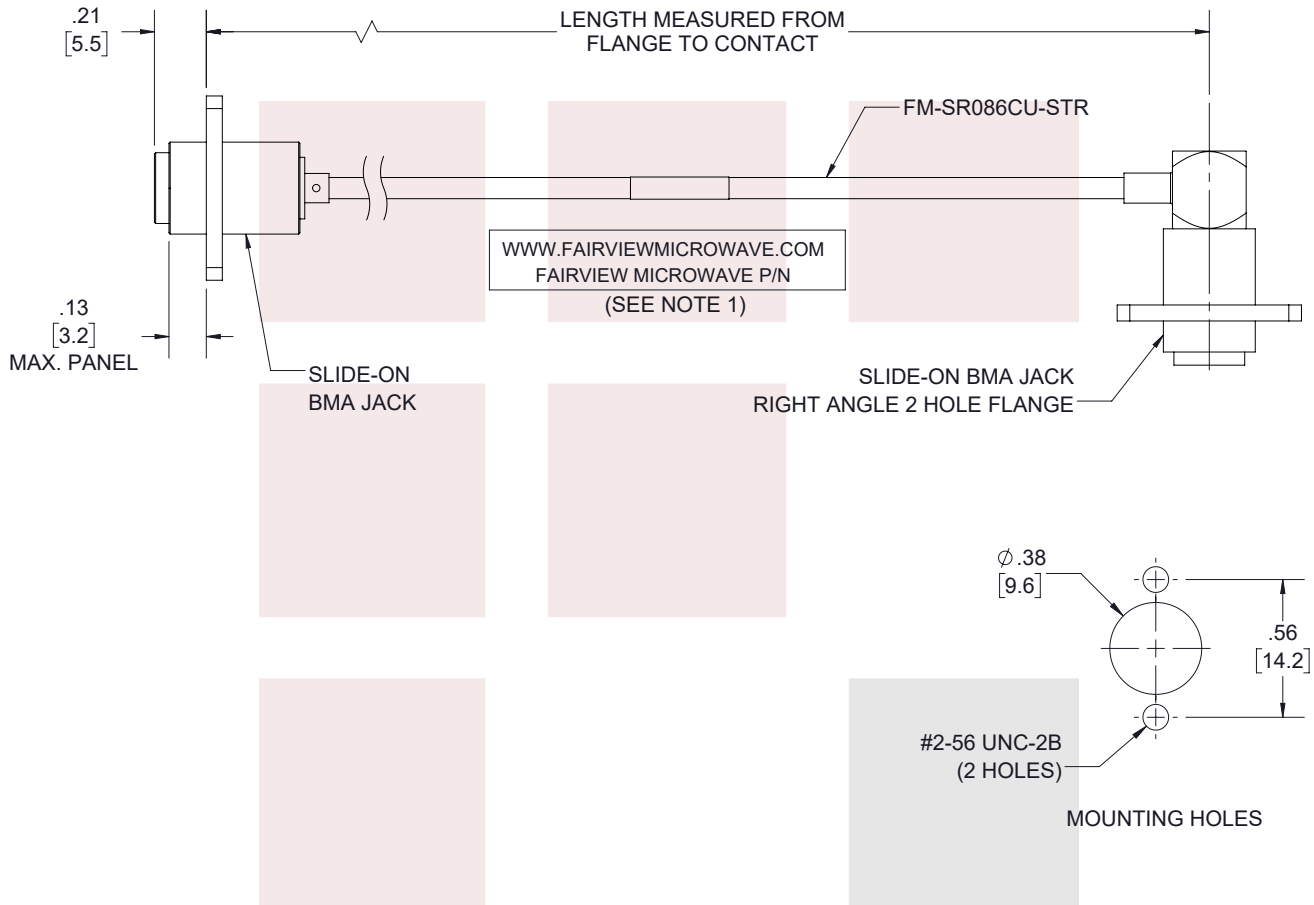 .21
[5.5]
LENGTH MEASURED FROM
FLANGE TO CONTACT
FM-SR086CU-STR
WWW.FAIRVIEWMICROWAVE.COM
FAIRVIEW MICROWAVE P/N
(SEE NOTE 1)
.13
[3.2]
MAX. PANEL
SLIDE-ON
BMA JACK
SLIDE-ON BMA JACK
RIGHT ANGLE 2 HOLE FLANGE
Ø .38
[9.6]
.56
[14.2]
#2-56 UNC-2B
(2 HOLES)
MOUNTING HOLES